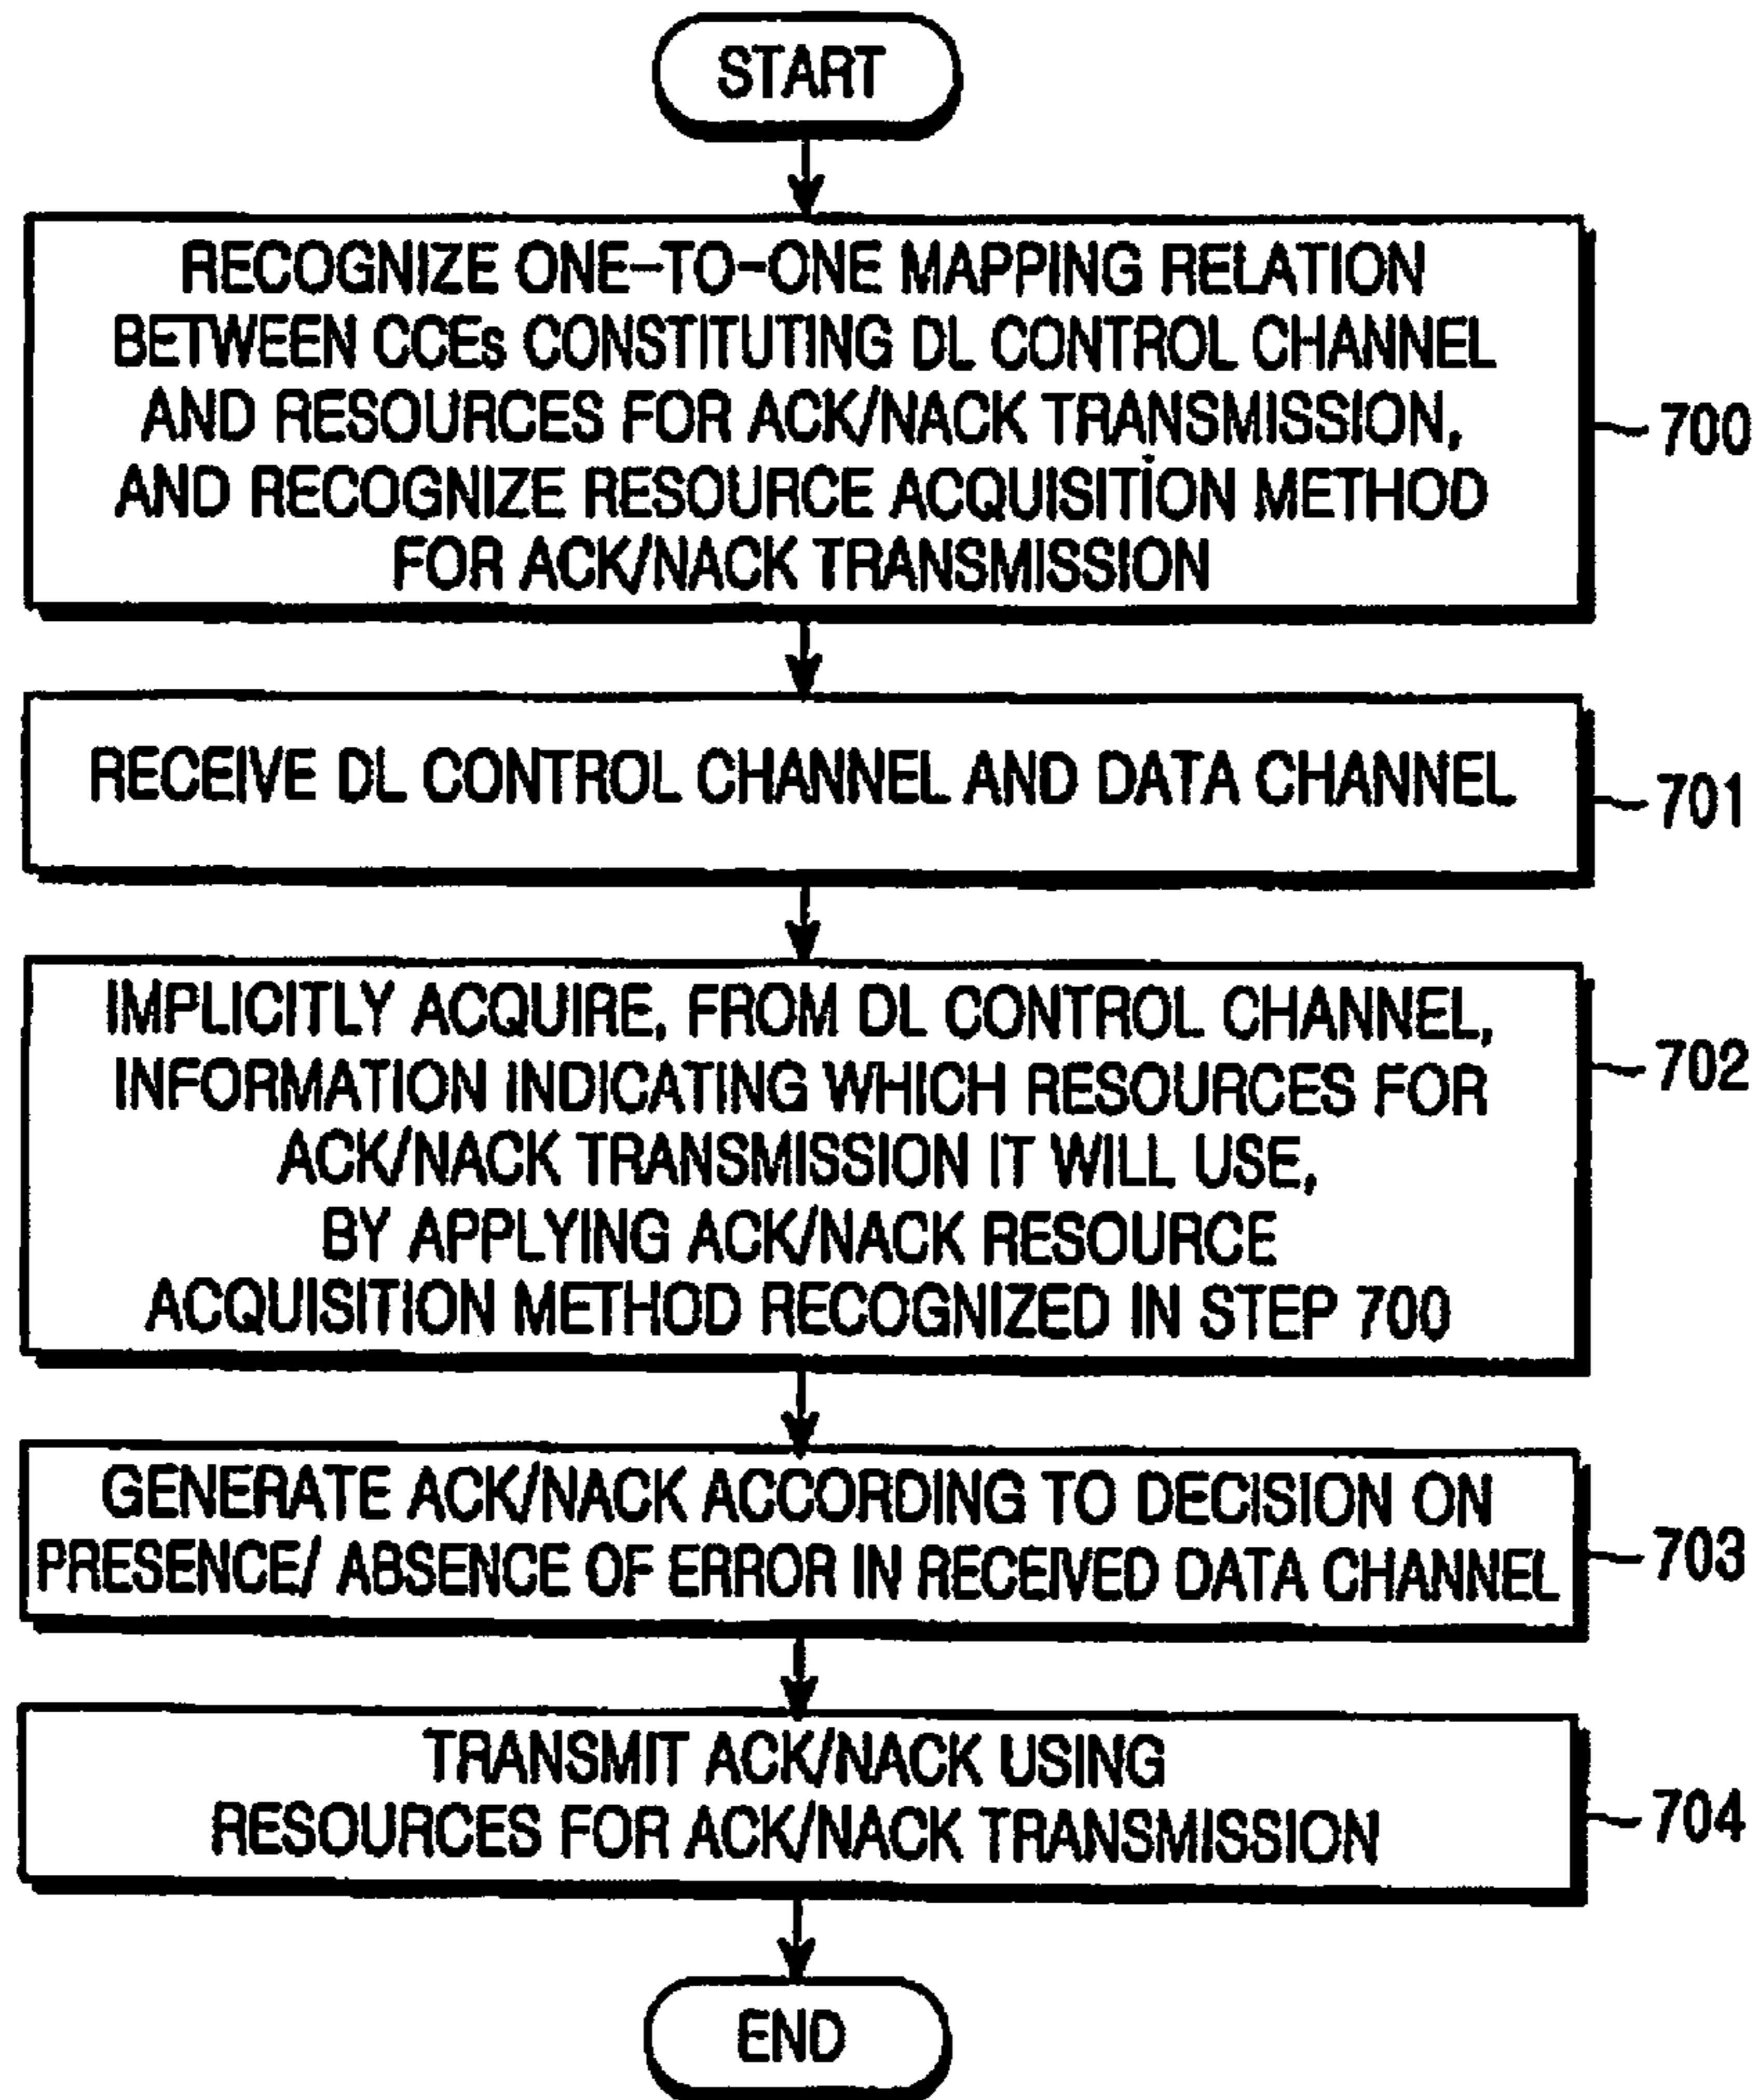 START
RECOGNIZE ONE-TO-ONE MAPPING RELATION
BETWEEN CCEs CONSTITUTING DL CONTROL CHANNEL
AND RESOURCES FOR ACK/NACK TRANSMISSION,
AND RECOGNIZE RESOURCE ACQUISITION METHOD
FOR ACK/NACK TRANSMISSION
700
RECEIVE DL CONTROL CHANNEL AND DATA CHANNEL
701
IMPLICITLY ACQUIRE, FROM DL CONTROL CHANNEL,
INFORMATION INDICATING WHICH RESOURCES FOR
ACK/NACK TRANSMISSION IT WILL USE,
BY APPLYING ACK/NACK RESOURCE
ACQUISITION METHOD RECOGNIZED IN STEP 700
702
GENERATE ACK/NACK ACCORDING TO DECISION ON
PRESENCE/ ABSENCE OF ERROR IN RECEIVED DATA CHANNEL
703
TRANSMIT ACK/NACK USING
RESOURCES FOR ACK/NACK TRANSMISSION
704
END